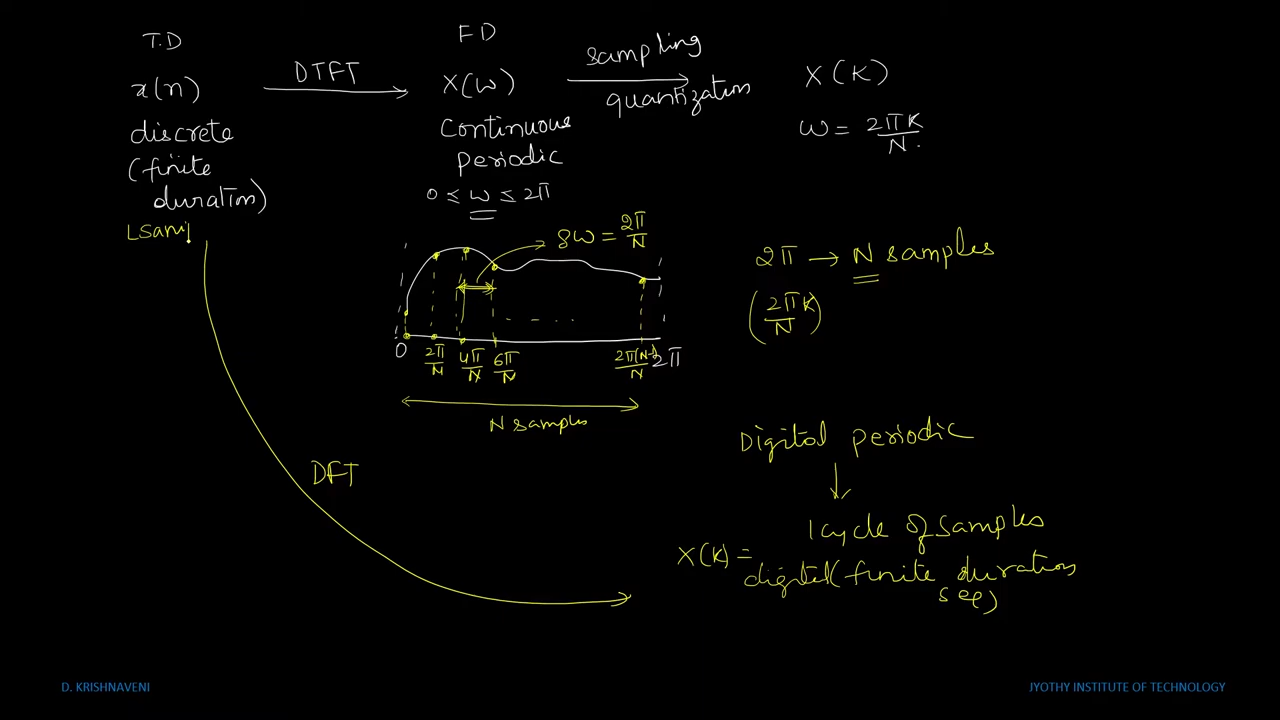 T.D
FD
x(n)
DTFT
X(ω)
sampling
quantization
X(K)
discrete
(finite
duration)
LSam
continuous
periodic
0 ≤ ω ≤ 2π
ω = 2πK/N
δω = 2π/N
2π → N samples
(2πK/N)
0
2π/N
4π/N
6π/N
2π(N-1)/N
2π
N samples
DFT
Digital periodic
1cycle of samples
X(K) =
digital (finite duration
seq)
D. KRISHNAVENI
JYOTHY INSTITUTE OF TECHNOLOGY